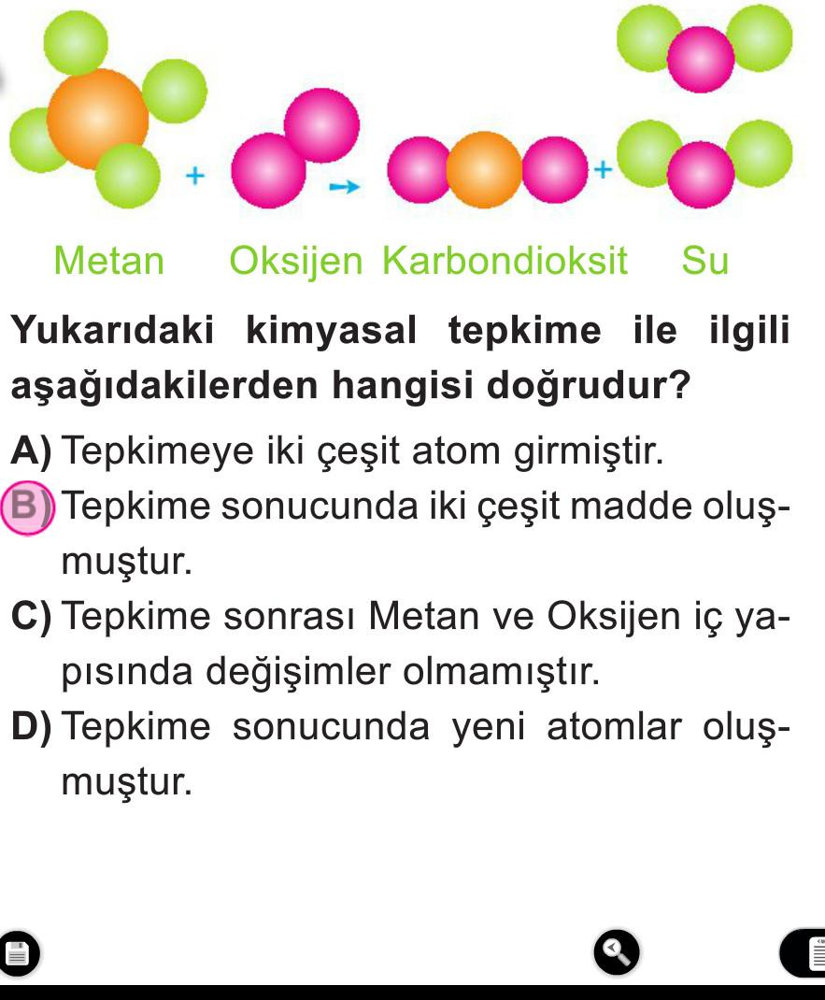 + + 
Metan Oksijen Karbondioksit Su
Yukarıdaki kimyasal tepkime ile ilgili
aşağıdakilerden hangisi doğrudur?
A) Tepkimeye iki çeşit atom girmiştir.
B) Tepkime sonucunda iki çeşit madde oluş-
muştur.
C) Tepkime sonrası Metan ve Oksijen iç ya-
pısında değişimler olmamıştır.
D) Tepkime sonucunda yeni atomlar oluş-
muştur.